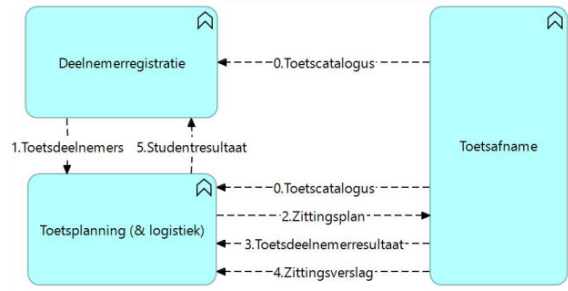 Deelnemerregistratie
0.Toetscatalogus
1.Toetsdeelnemers
5.Studentresultaat
Toetsafname
0.Toetscatalogus
2.Zittingsplan
Toetsplanning (& logistiek)
3.Toetsdeelnemerresultaat
4.Zittingsverslag